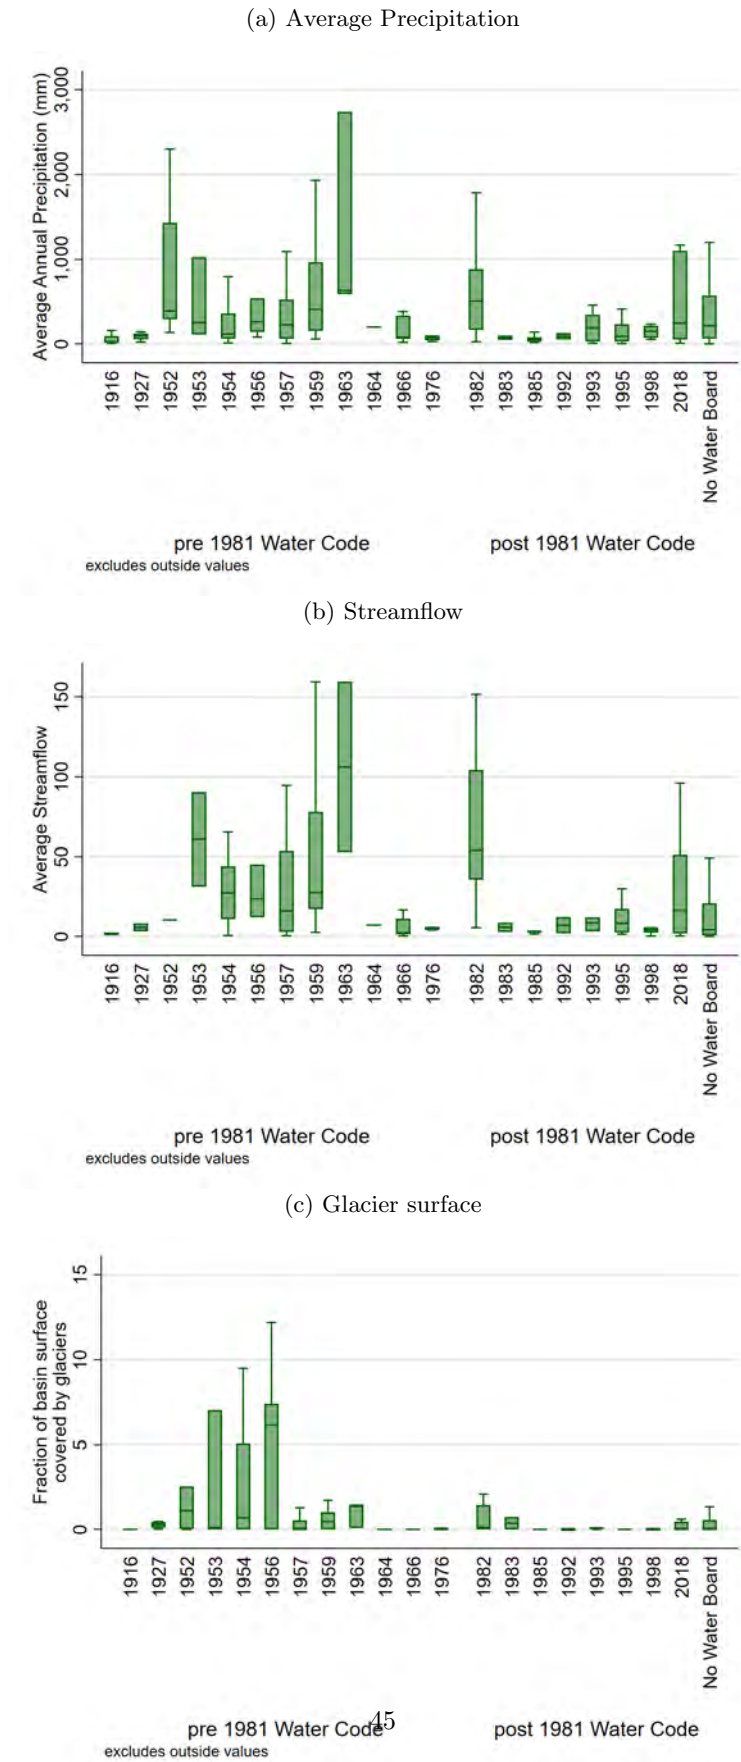 (a) Average Precipitation
Average Annual Precipitation (mm)
3,000
2,000
1,000
0
1916 1927 1952 1953 1954 1956 1957 1959 1963 1964 1966 1976 1982 1983 1985 1992 1993 1995 1998 2018 No Water Board
pre 1981 Water Code post 1981 Water Code
excludes outside values
(b) Streamflow
Average Streamflow
150
100
50
0
1916 1927 1952 1953 1954 1956 1957 1959 1963 1964 1966 1976 1982 1983 1985 1992 1993 1995 1998 2018 No Water Board
pre 1981 Water Code post 1981 Water Code
excludes outside values
(c) Glacier surface
Fraction of basin surface
covered by glaciers
15
10
5
0
1916 1927 1952 1953 1954 1956 1957 1959 1963 1964 1966 1976 1982 1983 1985 1992 1993 1995 1998 2018 No Water Board
pre 1981 Water Code post 1981 Water Code
45
excludes outside values